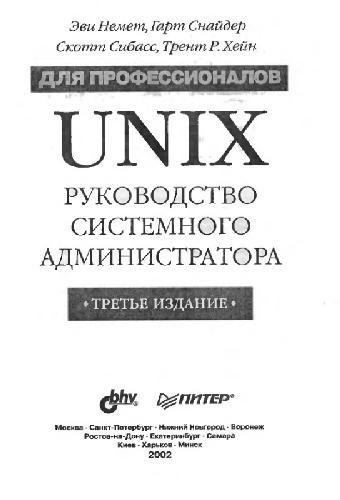 Эви Немет, Гарт Снайдер
Скотт Сибасс, Трент Р. Хейн
ДЛЯ ПРОФЕССИОНАЛОВ
UNIX
РУКОВОДСТВО
СИСТЕМНОГО
АДМИНИСТРАТОРА
• ТРЕТЬЕ ИЗДАНИЕ •
bhv® ПИТЕР®
Москва · Санкт-Петербург · Нижний Новгород · Воронеж
Ростов-на-Дону · Екатеринбург · Самара
Киев · Харьков · Минск
2002